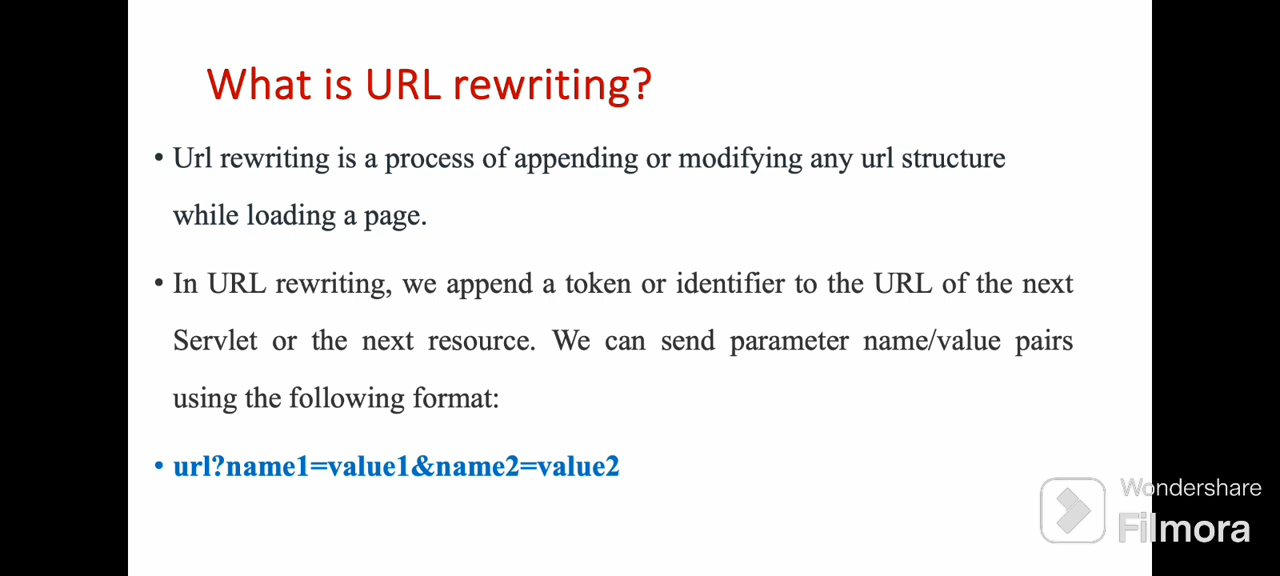 What is URL rewriting?
• Url rewriting is a process of appending or modifying any url structure
while loading a page.
• In URL rewriting, we append a token or identifier to the URL of the next
Servlet or the next resource. We can send parameter name/value pairs
using the following format:
• url?name1=value1&name2=value2
Wondershare
Filmora